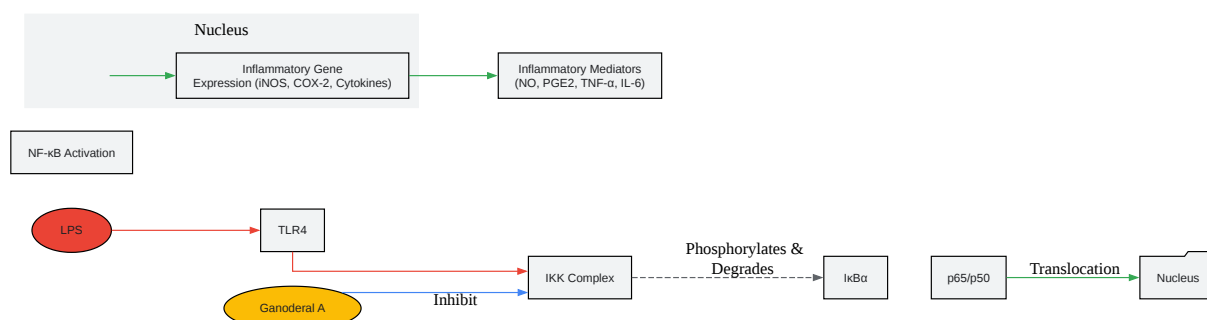 Nucleus
Inflammatory Gene
Expression (iNOS, COX-2, Cytokines)
Inflammatory Mediators
(NO, PGE2, TNF-α, IL-6)
NF-κB Activation
LPS
TLR4
Phosphorylates &
Degrades
IKK Complex
IκBα
p65/p50
Translocation
Nucleus
Ganoderal A
Inhibit